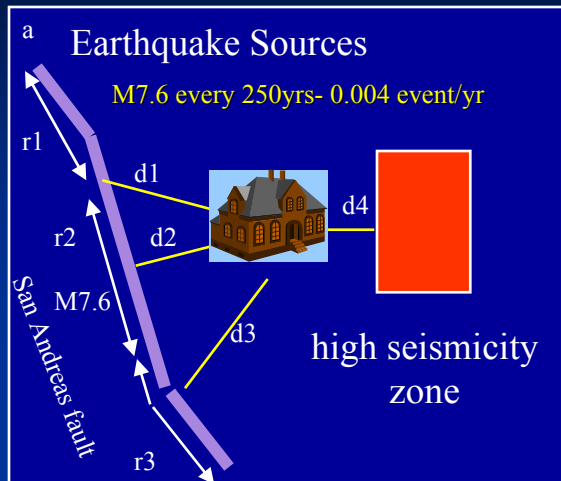 a
Earthquake Sources
M7.6 every 250yrs- 0.004 event/yr
r1
d1
d4
r2
d2
M7.6
d3
San Andreas fault
high seismicity
zone
r3